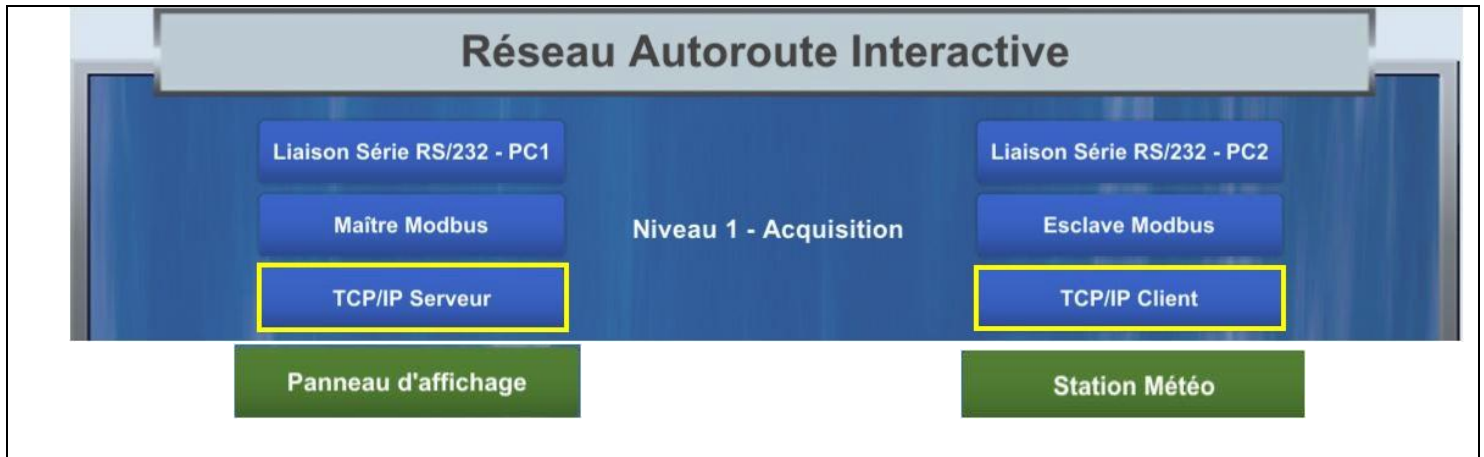 Réseau Autoroute Interactive
Liaison Série RS/232 - PC1
Liaison Série RS/232 - PC2
Maître Modbus
Niveau 1 - Acquisition
Esclave Modbus
TCP/IP Serveur
TCP/IP Client
Panneau d'affichage
Station Météo